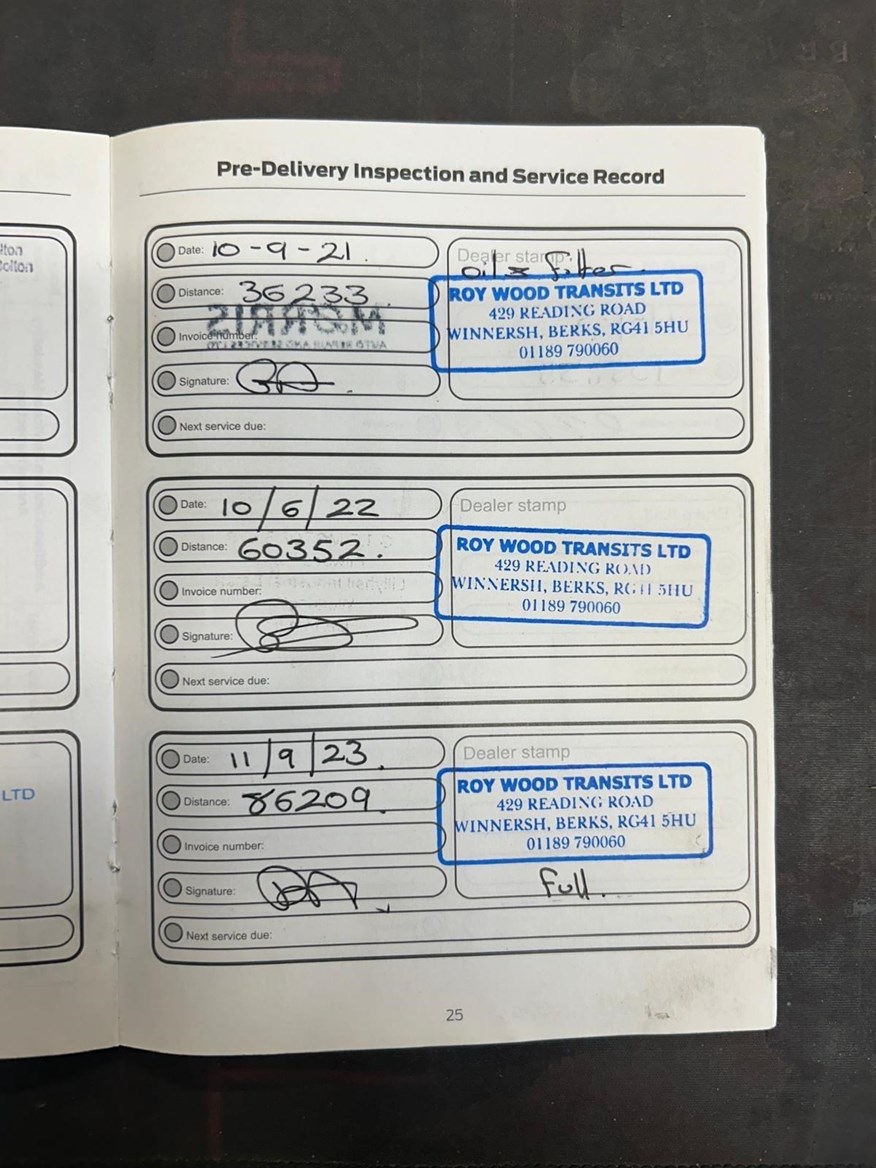 lton
olton
LTD
Pre-Delivery Inspection and Service Record
Date: 10-9-21.
Dealer stamp:
oil & filter.
Distance: 36233
ROY WOOD TRANSITS LTD
429 READING ROAD
WINNERSH, BERKS, RG41 5HU
01189 790060
MORRIS
Invoice number:
Signature:
Next service due:
Date: 10/6/22
Dealer stamp
Distance: 60352.
ROY WOOD TRANSITS LTD
429 READING ROAD
WINNERSH, BERKS, RG41 5HU
01189 790060
Invoice number:
Signature:
Next service due:
Date: 11/9/23.
Dealer stamp
Distance: 86209.
ROY WOOD TRANSITS LTD
429 READING ROAD
WINNERSH, BERKS, RG41 5HU
01189 790060
Invoice number:
Signature:
Full.
Next service due:
25